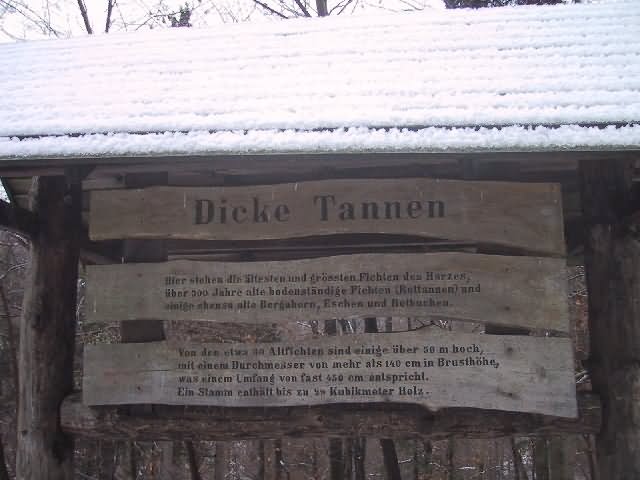 Dicke Tannen
Hier stehen die ältesten und grössten Fichten des Harzes,
über 300 Jahre alte bodenständige Fichten (Rottannen) und
einige ebenso alte Bergahorn, Eschen und Rotbuchen.
Von den etwa Altfichten sind einige über 50 m hoch,
mit einem Durchmesser von mehr als 140 cm in Brusthöhe,
was einem Umfang von fast 450 cm entspricht.
Ein Stamm enthält bis zu Kubikmeter Holz.